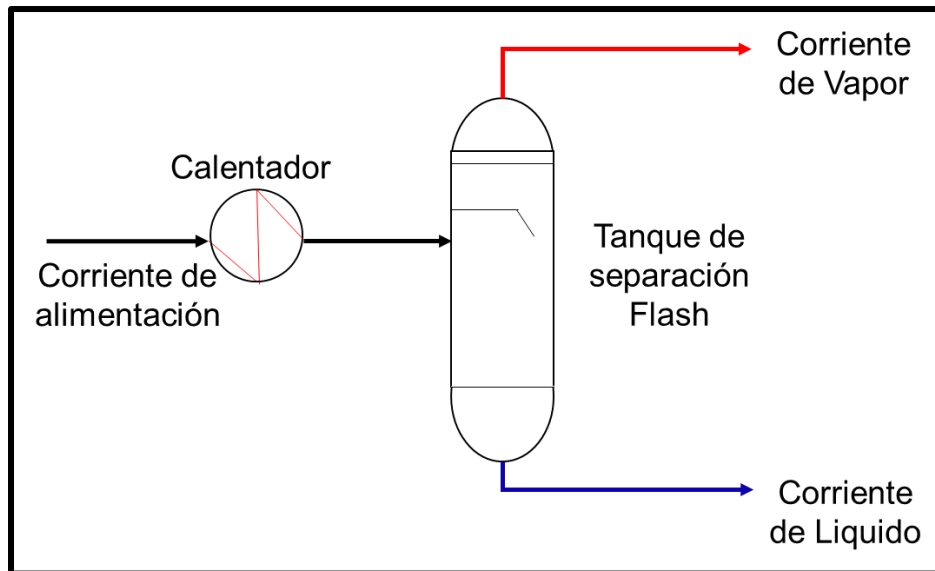 Corriente
de Vapor
Calentador
Corriente de
alimentación
Tanque de
separación
Flash
Corriente
de Liquido